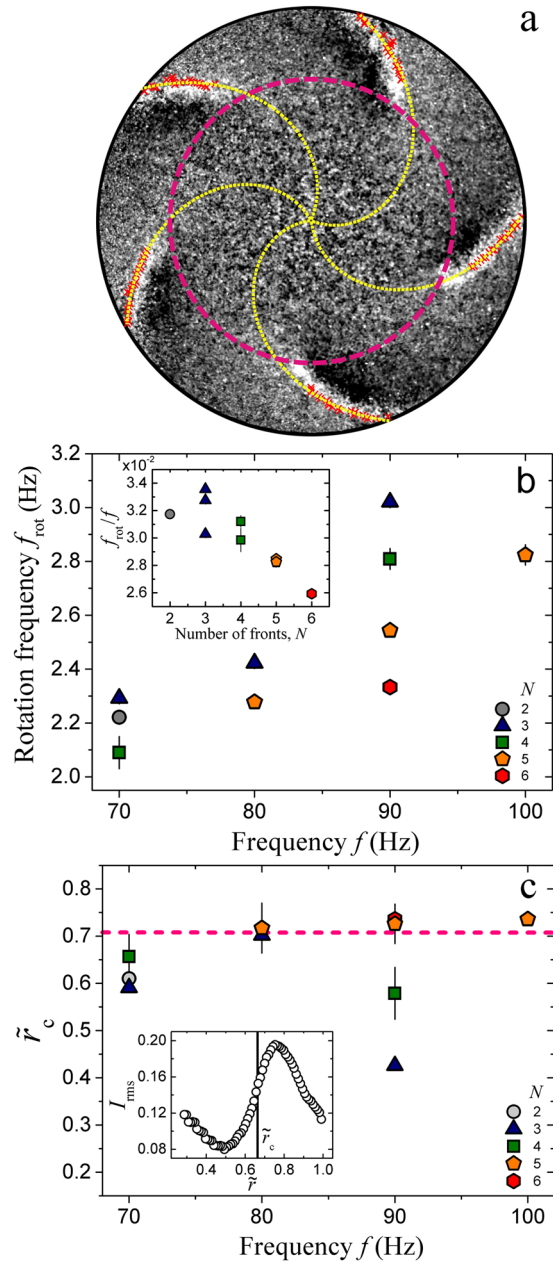 a
b
3.2
3.0
2.8
2.6
2.4
2.2
2.0
Rotation frequency f_rot (Hz)
70 80 90 100
Frequency f (Hz)
×10⁻²
3.4
3.2
3.0
2.8
2.6
f_rot/f
2 3 4 5 6
Number of fronts, N
N
2
3
4
5
6
c
0.8
0.7
0.6
0.5
0.4
0.3
0.2
r̃_c
70 80 90 100
Frequency f (Hz)
0.20
0.16
0.12
0.08
I_rms
r̃_c
0.4 0.6 0.8 1.0
r̃
N
2
3
4
5
6